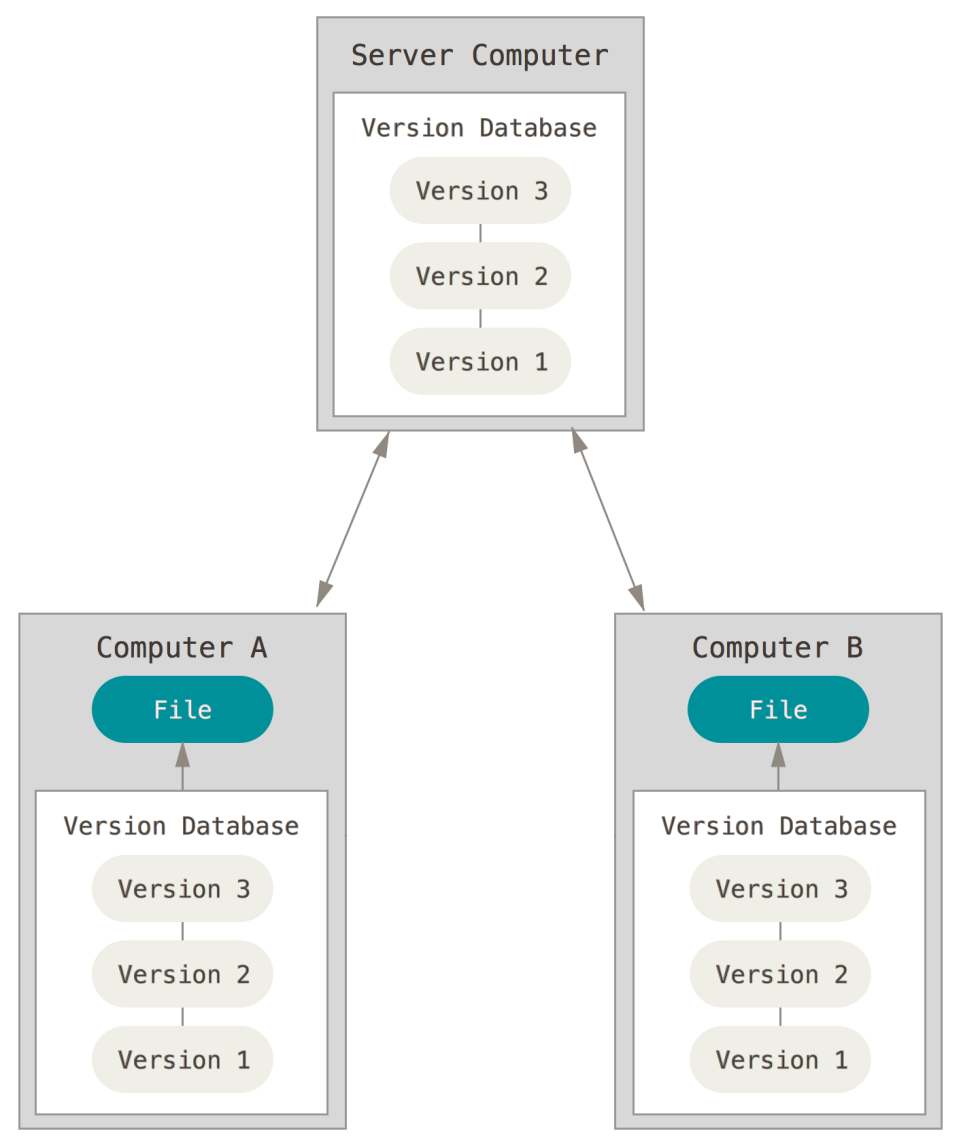 Server Computer
Version Database
Version 3
Version 2
Version 1
Computer A
File
Version Database
Version 3
Version 2
Version 1
Computer B
File
Version Database
Version 3
Version 2
Version 1